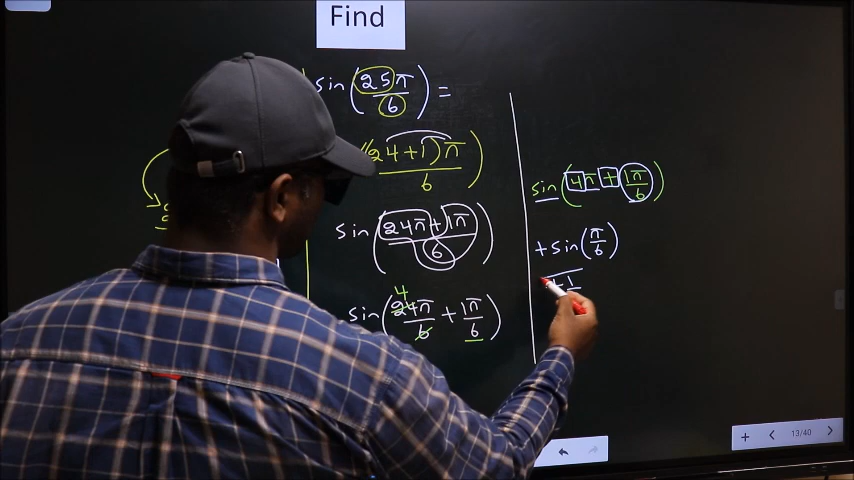 Find
sin(25π/6) =
(24+1)π/6
sin(24π+1π/6)
4
sin(24π/6 + 1π/6)
sin(4π + 1π/6)
+ sin(π/6)
13/40